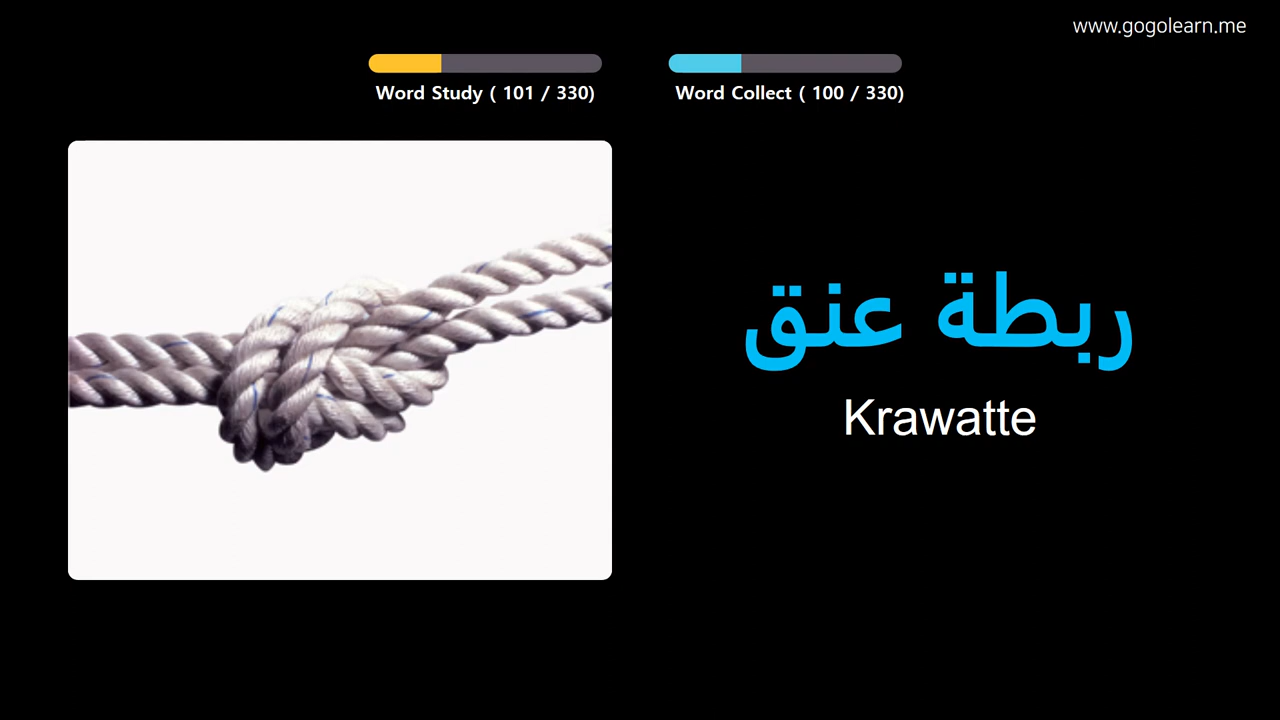 www.gogolearn.me
Word Study ( 101 / 330)
Word Collect ( 100 / 330)
ربطة عنق
Krawatte